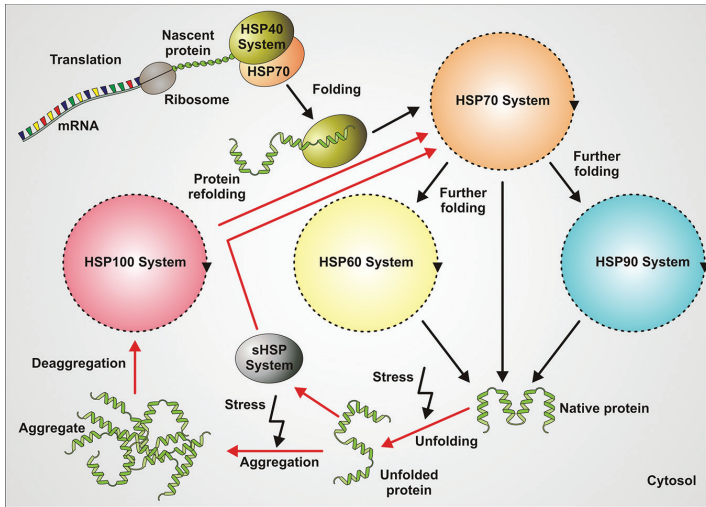 Nascent
protein
HSP40
System
HSP70
Translation
Ribosome
mRNA
Folding
HSP70 System
Protein
refolding
Further
folding
Further
folding
HSP100 System
HSP60 System
HSP90 System
sHSP
System
Deaggregation
Stress
Stress
Aggregate
Aggregation
Unfolding
Native protein
Unfolded
protein
Cytosol